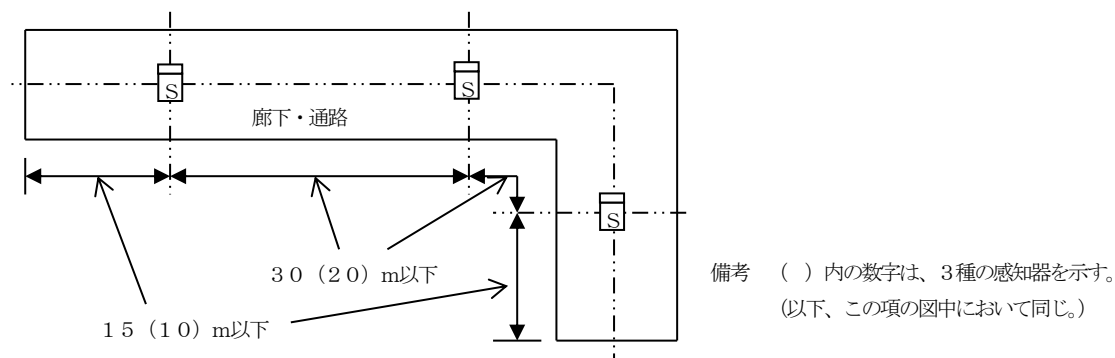 S
S
廊下・通路
S
30(20)m以下
15(10)m以下
備考 ( )内の数字は、3種の感知器を示す。
(以下、この項の図中において同じ。)